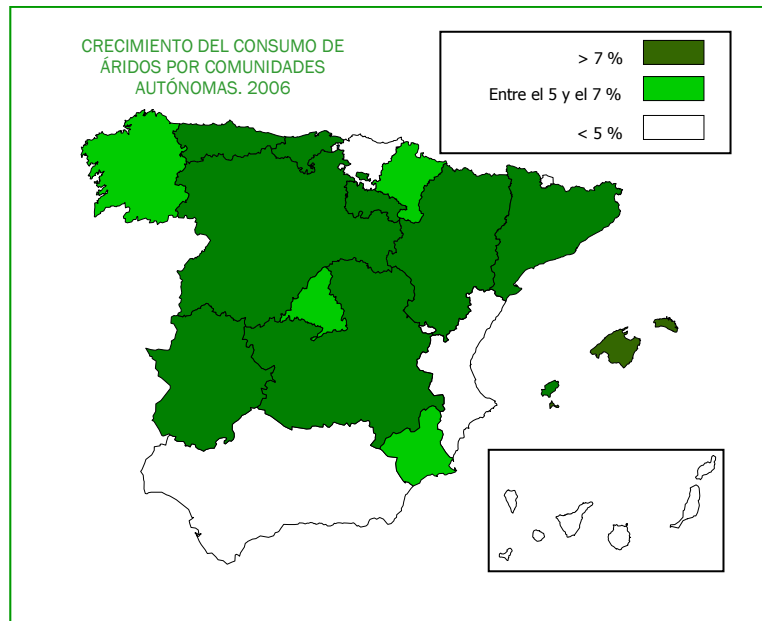 CRECIMIENTO DEL CONSUMO DE
ÁRIDOS POR COMUNIDADES
AUTÓNOMAS. 2006
> 7 %
Entre el 5 y el 7 %
< 5 %